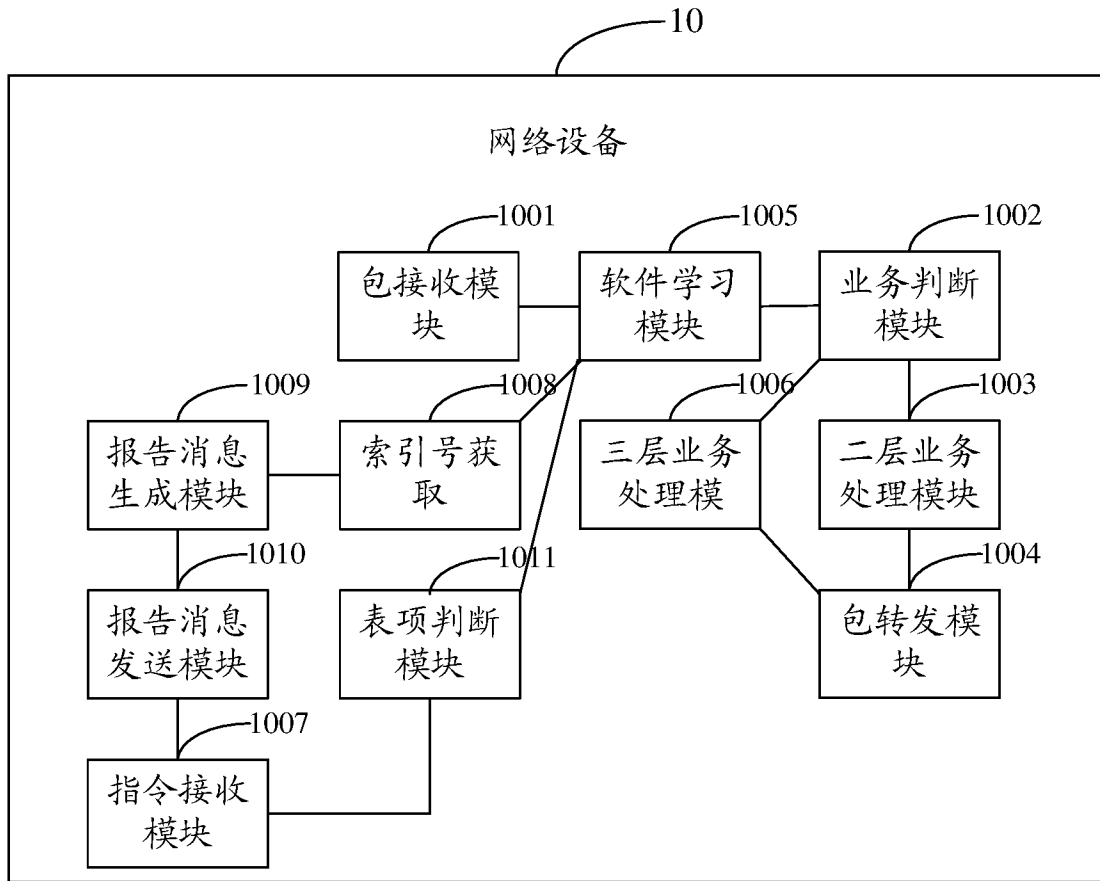 10
网络设备
1001
1005
1002
包接收模
块
软件学习
模块
业务判断
模块
1009
1008
1006
1003
报告消息
生成模块
索引号获
取
三层业务
处理模
二层业务
处理模块
1010
1011
1004
报告消息
发送模块
表项判断
模块
包转发模
块
1007
指令接收
模块